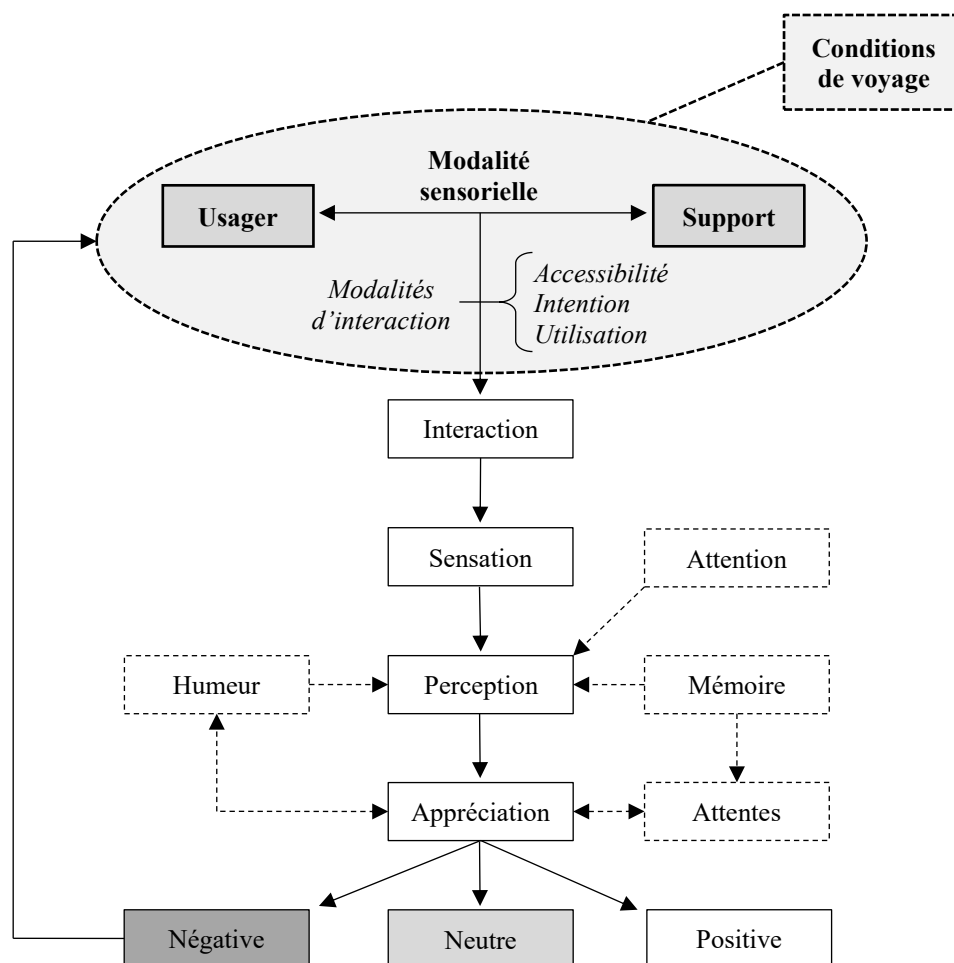 Conditions
de voyage
Modalité
sensorielle
Usager
Support
Modalités
d’interaction
Accessibilité
Intention
Utilisation
Interaction
Sensation
Attention
Humeur
Perception
Mémoire
Appréciation
Attentes
Négative
Neutre
Positive